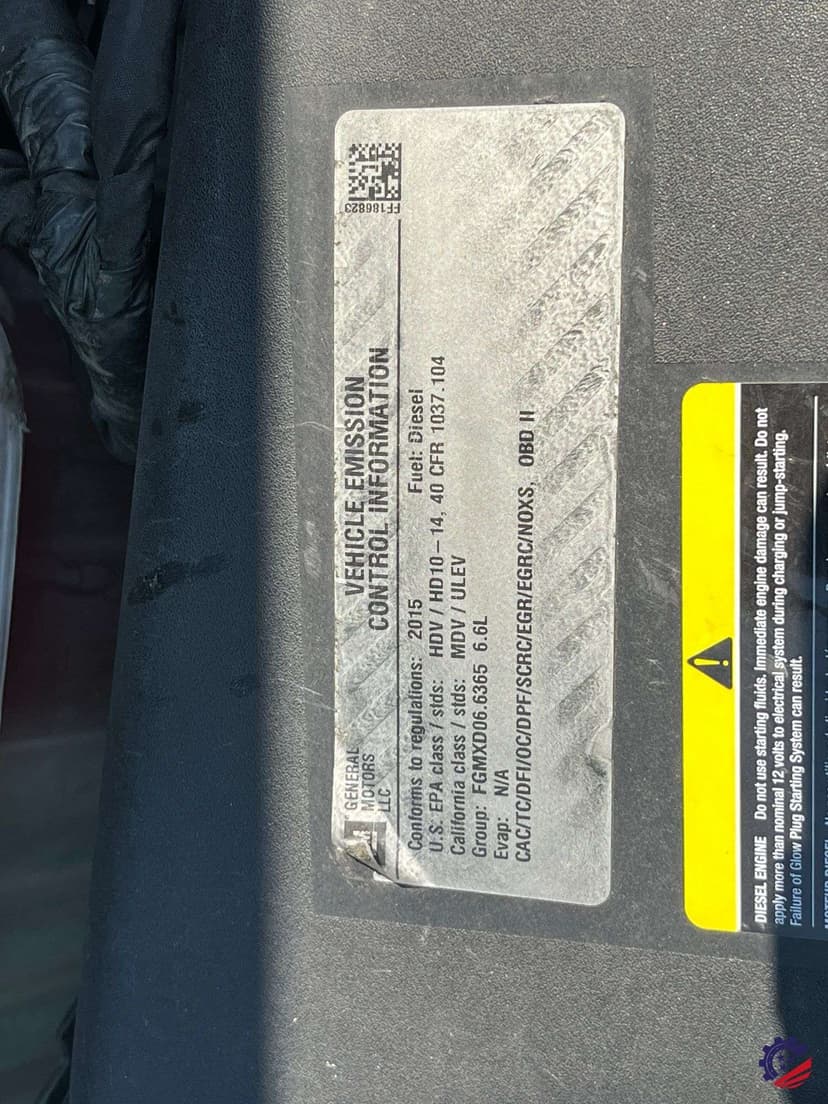 GENERAL
MOTORS
LLC
VEHICLE EMISSION
CONTROL INFORMATION
FF186823
Conforms to regulations: 2015 Fuel: Diesel
U.S. EPA class / stds: HDV / HD10 – 14, 40 CFR 1037.104
California class / stds: MDV / ULEV
Group: FGMXD06.6365 6.6L
Evap: N/A
CAC/TC/DFI/OC/DPF/SCRC/EGR/EGRC/NOXS, OBD II
DIESEL ENGINE Do not use starting fluids. Immediate engine damage can result. Do not
apply more than nominal 12 volts to electrical system during charging or jump-starting.
Failure of Glow Plug Starting System can result.